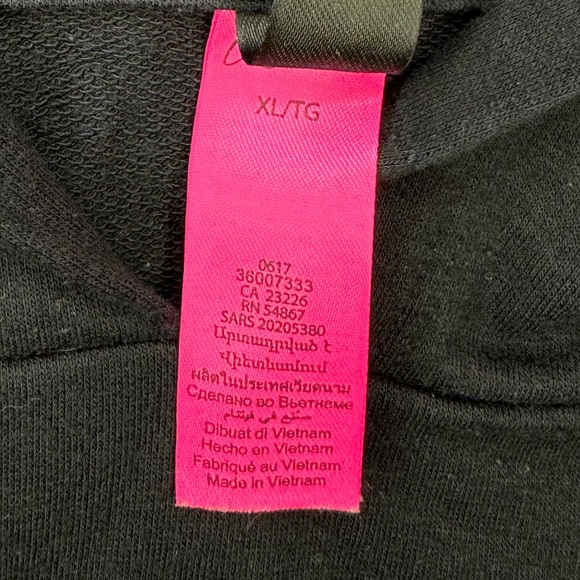 XL/TG
0617
36007333
CA 23226
RN 54867
SARS 20205380
Արտադրված է
Վիետնամում
ผลิตในประเทศเวียดนาม
Сделано во Вьетнаме
صنع في فيتنام
Dibuat di Vietnam
Hecho en Vietnam
Fabriqué au Vietnam
Made in Vietnam